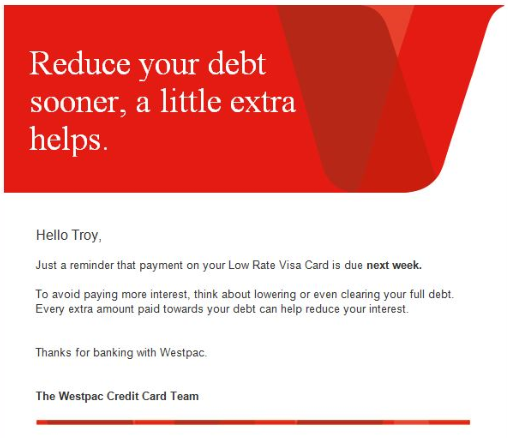 Reduce your debt
sooner, a little extra
helps.
Hello Troy,
Just a reminder that payment on your Low Rate Visa Card is due next week.
To avoid paying more interest, think about lowering or even clearing your full debt.
Every extra amount paid towards your debt can help reduce your interest.
Thanks for banking with Westpac.
The Westpac Credit Card Team